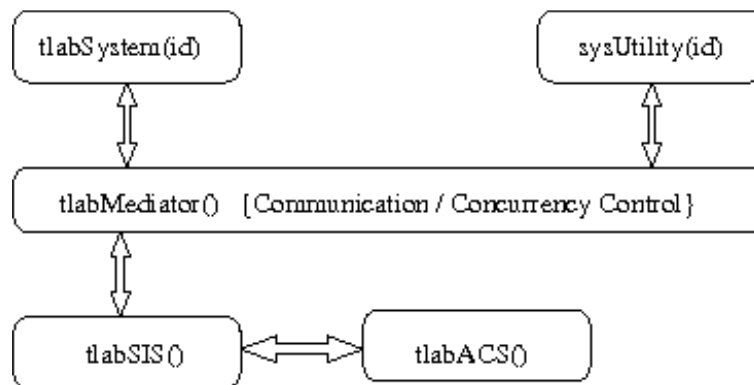 tlabSystem(id)
sysUtility(id)
tlabMediator() [Communication / Concurrency Control}
tlabSIS()
tlabACS()